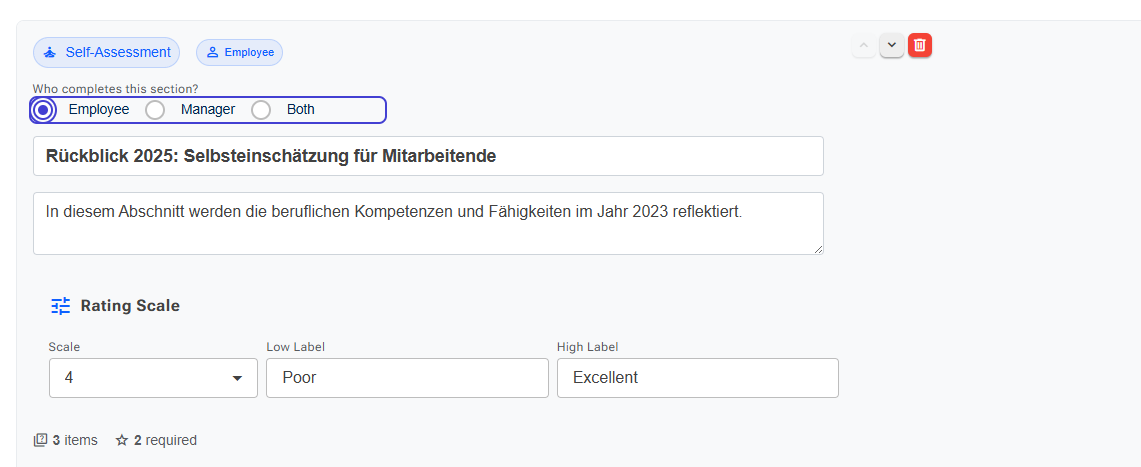 Self-Assessment Employee
Who completes this section?
Employee Manager Both
Rückblick 2025: Selbsteinschätzung für Mitarbeitende
In diesem Abschnitt werden die beruflichen Kompetenzen und Fähigkeiten im Jahr 2023 reflektiert.
Rating Scale
Scale Low Label High Label
4 Poor Excellent
3 items 2 required